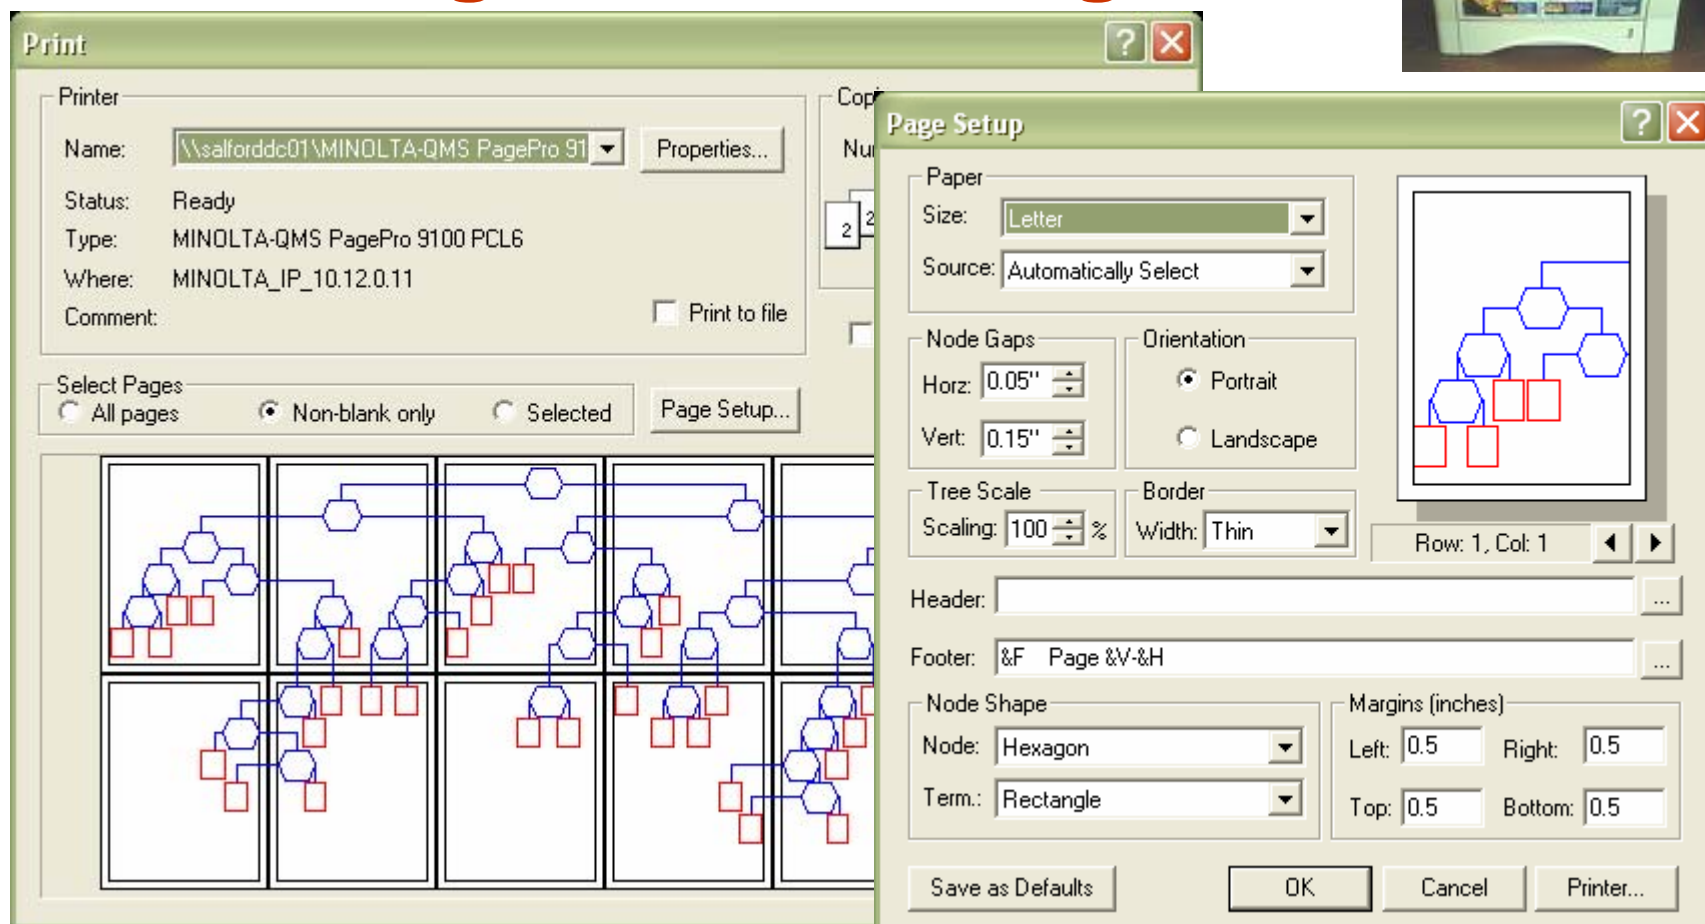 Print
Printer
Name: \\salforddc01\MINOLTA-QMS PagePro 91 Properties...
Status: Ready
Type: MINOLTA-QMS PagePro 9100 PCL6
Where: MINOLTA_IP_10.12.0.11
Comment:
Print to file
2
2
Select Pages
All pages Non-blank only Selected Page Setup...
Page Setup
Paper
Size: Letter
Source: Automatically Select
Node Gaps
Horz: 0.05"
Vert: 0.15"
Orientation
Portrait
Landscape
Tree Scale
Scaling: 100 %
Border
Width: Thin
Row: 1, Col: 1
Header: ...
Footer: &F Page &V-&H ...
Node Shape
Node: Hexagon
Term.: Rectangle
Margins (inches)
Left: 0.5 Right: 0.5
Top: 0.5 Bottom: 0.5
Save as Defaults OK Cancel Printer...